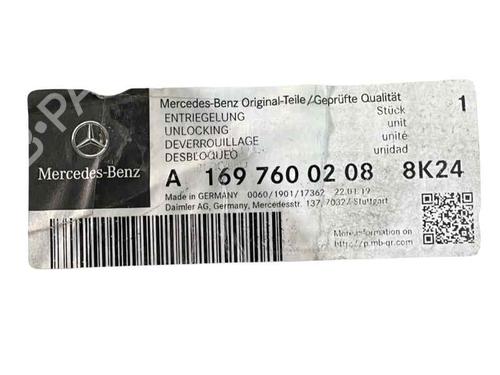 Mercedes-Benz Original-Teile/Geprüfte Qualität 1
ENTRIEGELUNG Stück
UNLOCKING unit
DEVERROUILLAGE unité
DESBLOQUEO unidad
Mercedes-Benz
A 169 760 02 08 8K24
Made in GERMANY 0060/1901/17362 22.01.19
Daimler AG, Germany, Mercedesstr. 137, 70327 Stuttgart
More information on
http://p.mb-qr.com